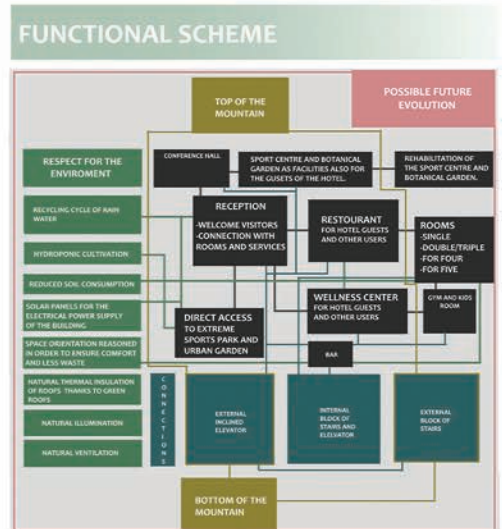 FUNCTIONAL SCHEME
TOP OF THE
MOUNTAIN
POSSIBLE FUTURE
EVOLUTION
RESPECT FOR THE
ENVIROMENT
CONFERENCE HALL
SPORT CENTRE AND BOTANICAL
GARDEN AS FACILITIES ALSO FOR
THE GUSETS OF THE HOTEL.
REHABILITATION OF
THE SPORT CENTRE AND
BOTANICAL GARDEN.
RECYCLING CYCLE OF RAIN
WATER
RECEPTION
-WELCOME VISITORS
-CONNECTION WITH
ROOMS AND SERVICES
RESTOURANT
FOR HOTEL GUESTS
AND OTHER USERS
ROOMS
-SINGLE
-DOUBLE/TRIPLE
-FOR FOUR
-FOR FIVE
HYDROPONIC CULTIVATION
REDUCED SOIL CONSUMPTION
SOLAR PANELS FOR THE
ELECTRICAL POWER SUPPLY
OF THE BUILDING.
DIRECT ACCESS
TO EXTREME
SPORTS PARK AND
URBAN GARDEN
WELLNESS CENTER
FOR HOTEL GUESTS
AND OTHER USERS
GYM AND KIDS
ROOM
SPACE ORIENTATION REASONED
IN ORDER TO ENSURE COMFORT
AND LESS WASTE
BAR
NATURAL THERMAL INSULATION
OF ROOFS THANKS TO GREEN
ROOFS
NATURAL ILLUMINATION
NATURAL VENTILATION
CONNECTIONS
EXTERNAL
INCLINED
ELEVATOR
INTERNAL
BLOCK OF
STAIRS AND
ELELVATOR
EXTERNAL
BLOCK OF
STAIRS
BOTTOM OF THE
MOUNTAIN